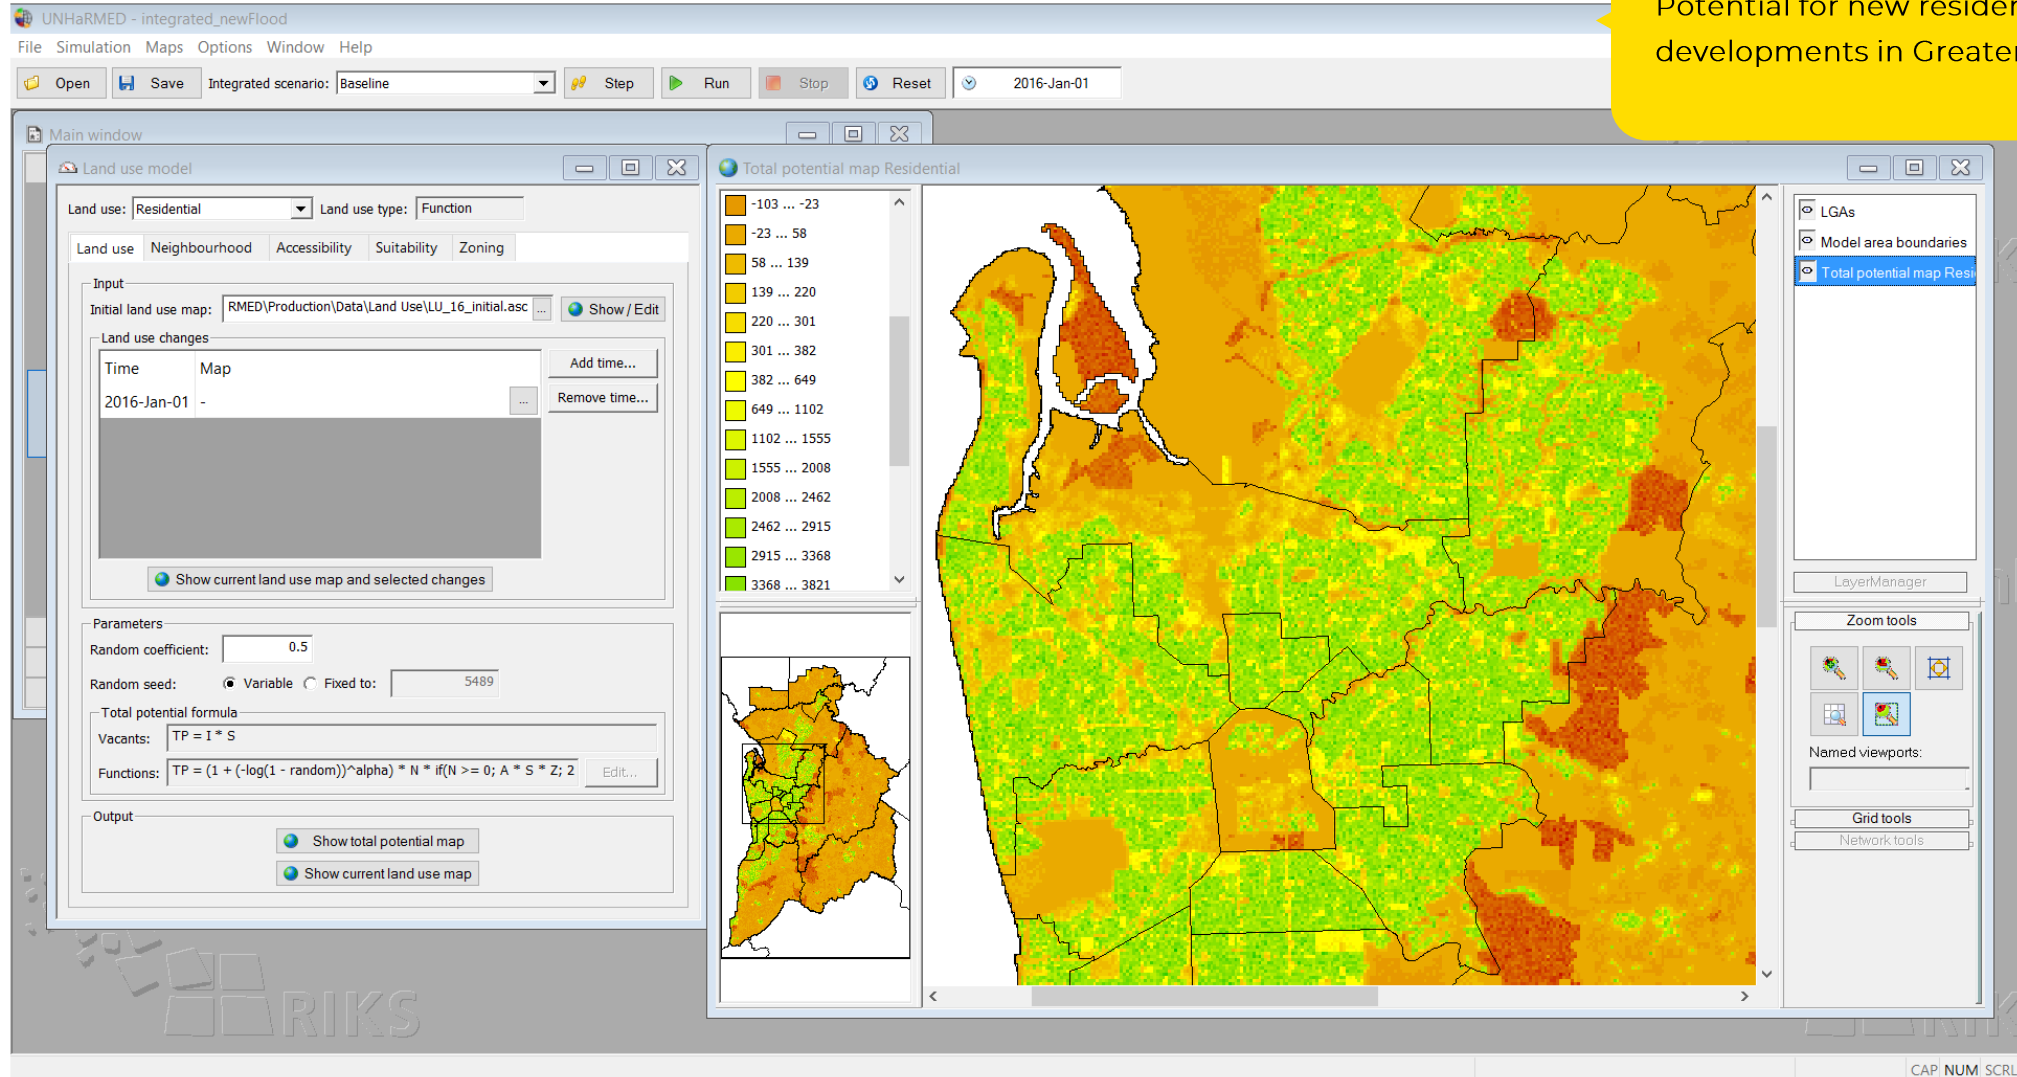 UNHaRMED - integrated_newFlood
Potential for new
developments in Greater
File Simulation Maps Options Window Help
Open Save Integrated scenario: Baseline Step Run Stop Reset 2016-Jan-01
Main window
Land use model
Land use: Residential Land use type: Function
Land use Neighbourhood Accessibility Suitability Zoning
Input
Initial land use map: RMED\Production\Data\Land Use\LU_16_initial.asc ... Show / Edit
Land use changes
Time Map
Add time...
2016-Jan-01 - ...
Remove time...
Show current land use map and selected changes
Parameters
Random coefficient: 0.5
Random seed: Variable Fixed to: 5489
Total potential formula
Vacants: TP = I * S
Functions: TP = (1 + (-log(1 - random))^alpha) * N * if(N >= 0; A * S * Z; 2 Edit...
Output
Show total potential map
Show current land use map
Total potential map Residential
-103 ... -23
-23 ... 58
58 ... 139
139 ... 220
220 ... 301
301 ... 382
382 ... 649
649 ... 1102
1102 ... 1555
1555 ... 2008
2008 ... 2462
2462 ... 2915
2915 ... 3368
3368 ... 3821
LGAs
Model area boundaries
Total potential map Resi
LayerManager
Zoom tools
Named viewports:
Grid tools
Network tools
RIKS
CAP NUM SCRL